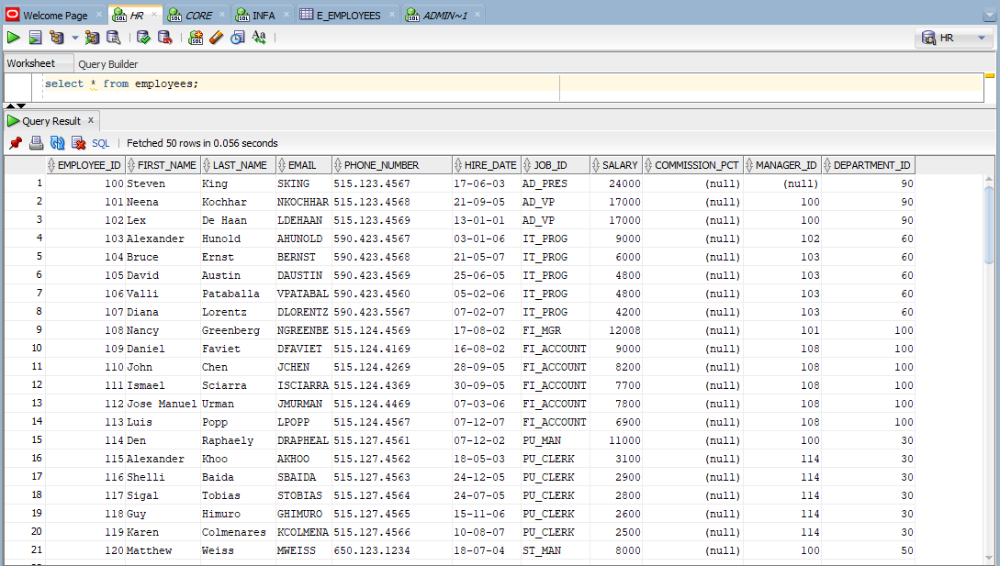 Welcome Page HR CORE INFA E_EMPLOYEES ADMIN~1
HR
Worksheet Query Builder
select * from employees;
Query Result x
SQL Fetched 50 rows in 0.056 seconds
EMPLOYEE_ID FIRST_NAME LAST_NAME EMAIL PHONE_NUMBER HIRE_DATE JOB_ID SALARY COMMISSION_PCT MANAGER_ID DEPARTMENT_ID
1 100 Steven King SKING 515.123.4567 17-06-03 AD_PRES 24000 (null) (null) 90
2 101 Neena Kochhar NKOCHHAR 515.123.4568 21-09-05 AD_VP 17000 (null) 100 90
3 102 Lex De Haan LDEHAAN 515.123.4569 13-01-01 AD_VP 17000 (null) 100 90
4 103 Alexander Hunold AHUNOLD 590.423.4567 03-01-06 IT_PROG 9000 (null) 102 60
5 104 Bruce Ernst BERNST 590.423.4568 21-05-07 IT_PROG 6000 (null) 103 60
6 105 David Austin DAUSTIN 590.423.4569 25-06-05 IT_PROG 4800 (null) 103 60
7 106 Valli Pataballa VPATABAL 590.423.4560 05-02-06 IT_PROG 4800 (null) 103 60
8 107 Diana Lorentz DLORENTZ 590.423.5567 07-02-07 IT_PROG 4200 (null) 103 60
9 108 Nancy Greenberg NGREENBE 515.124.4569 17-08-02 FI_MGR 12008 (null) 101 100
10 109 Daniel Faviet DFAVIET 515.124.4169 16-08-02 FI_ACCOUNT 9000 (null) 108 100
11 110 John Chen JCHEN 515.124.4269 28-09-05 FI_ACCOUNT 8200 (null) 108 100
12 111 Ismael Sciarra ISCIARRA 515.124.4369 30-09-05 FI_ACCOUNT 7700 (null) 108 100
13 112 Jose Manuel Urman JMURMAN 515.124.4469 07-03-06 FI_ACCOUNT 7800 (null) 108 100
14 113 Luis Popp LPOPP 515.124.4567 07-12-07 FI_ACCOUNT 6900 (null) 108 100
15 114 Den Raphaely DRAPHEAL 515.127.4561 07-12-02 PU_MAN 11000 (null) 100 30
16 115 Alexander Khoo AKHOO 515.127.4562 18-05-03 PU_CLERK 3100 (null) 114 30
17 116 Shelli Baida SBAIDA 515.127.4563 24-12-05 PU_CLERK 2900 (null) 114 30
18 117 Sigal Tobias STOBIAS 515.127.4564 24-07-05 PU_CLERK 2800 (null) 114 30
19 118 Guy Himuro GHIMURO 515.127.4565 15-11-06 PU_CLERK 2600 (null) 114 30
20 119 Karen Colmenares KCOLMENA 515.127.4566 10-08-07 PU_CLERK 2500 (null) 114 30
21 120 Matthew Weiss MWEISS 650.123.1234 18-07-04 ST_MAN 8000 (null) 100 50